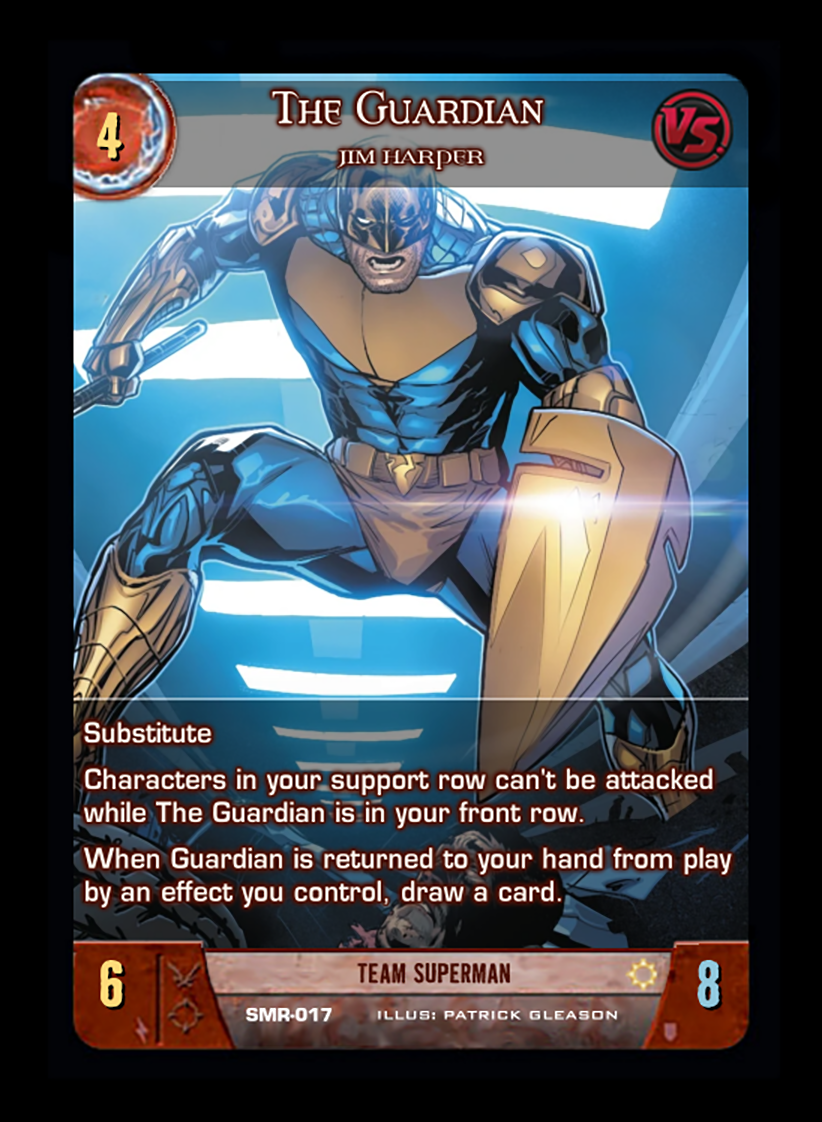 4
The Guardian
VS.
JIM HARPER
Substitute
Characters in your support row can't be attacked
while The Guardian is in your front row.
When Guardian is returned to your hand from play
by an effect you control, draw a card.
6
TEAM SUPERMAN
8
SMR-017 ILLUS: PATRICK GLEASON